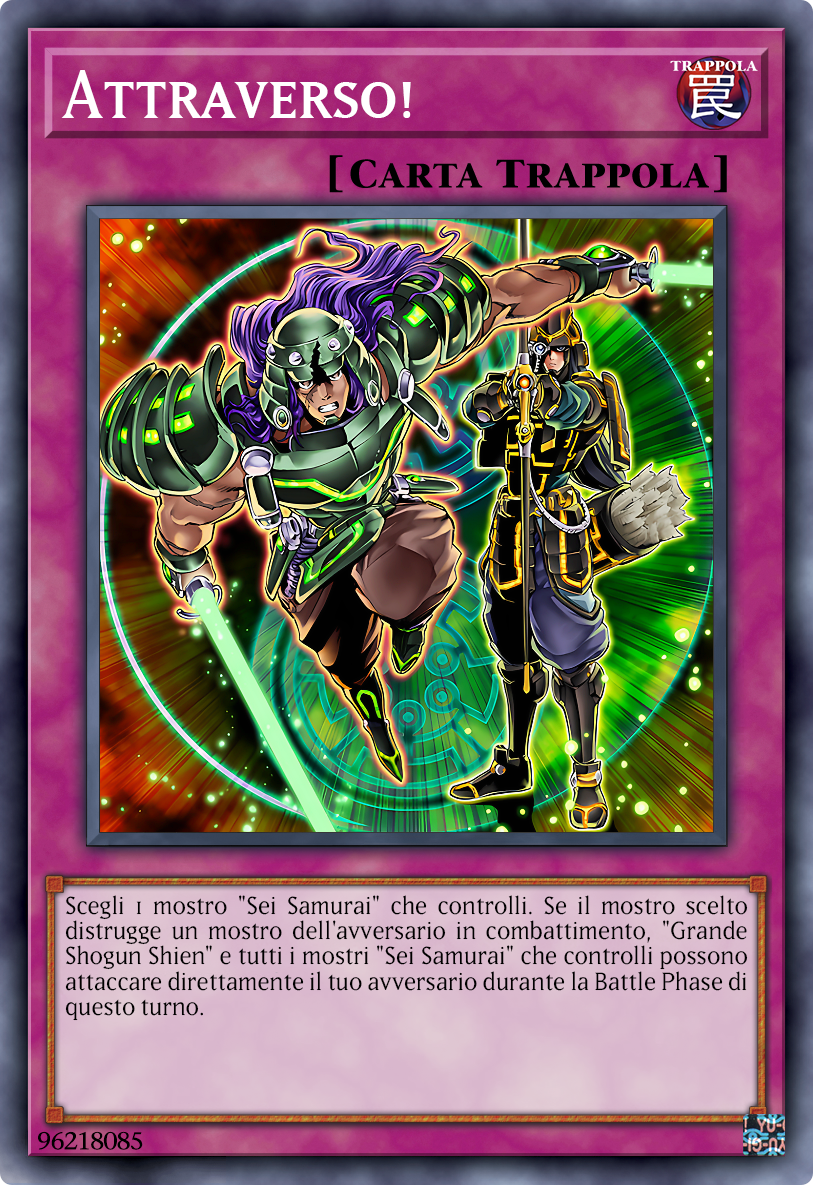 Attraverso!
TRAPPOLA
罠
[Carta Trappola]
Scegli 1 mostro "Sei Samurai" che controlli. Se il mostro scelto
distrugge un mostro dell'avversario in combattimento, "Grande
Shogun Shien" e tutti i mostri "Sei Samurai" che controlli possono
attaccare direttamente il tuo avversario durante la Battle Phase di
questo turno.
96218085